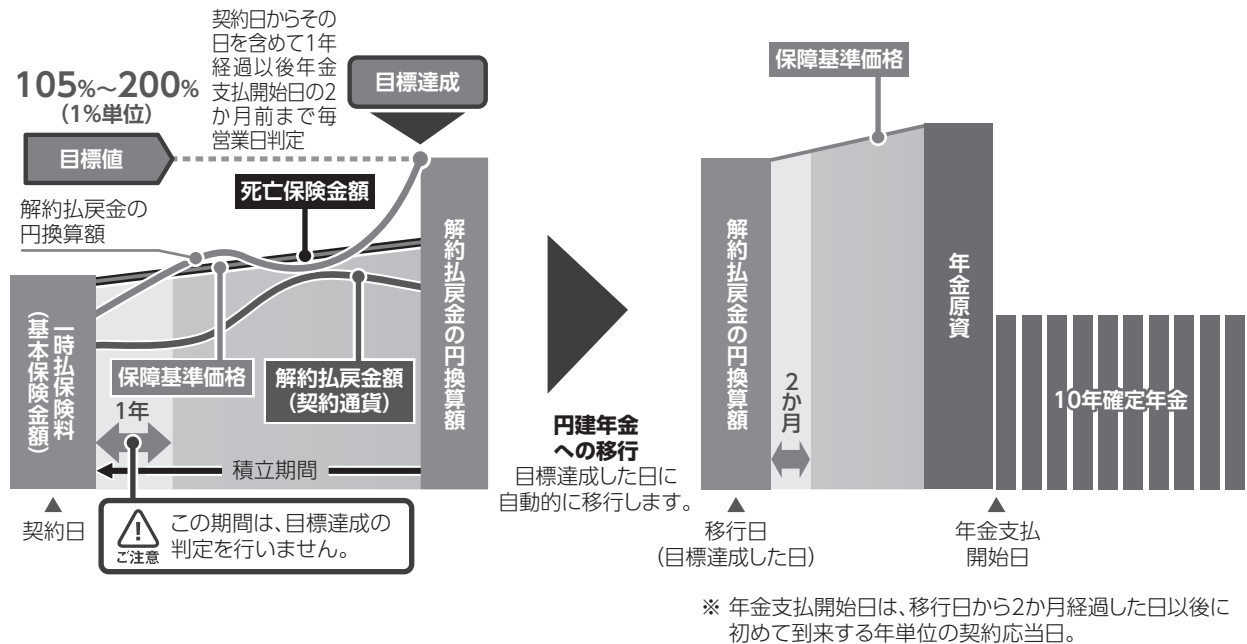 契約日からその
日を含めて1年
経過以後年金
支払開始日の2
か月前まで毎
営業日判定
105%～200%
（1%単位）
目標達成
目標値
死亡保険金額
解約払戻金の
円換算額
一時払保険料
（基本保険金額）
保障基準価格
解約払戻金額
（契約通貨）
解約払戻金の円換算額
1年
積立期間
契約日
ご注意
この期間は、目標達成の
判定を行いません。
円建年金
への移行
目標達成した日に
自動的に移行します。
保障基準価格
解約払戻金の円換算額
2か月
年金原資
10年確定年金
移行日
（目標達成した日）
年金支払
開始日
※ 年金支払開始日は、移行日から2か月経過した日以後に
初めて到来する年単位の契約応当日。